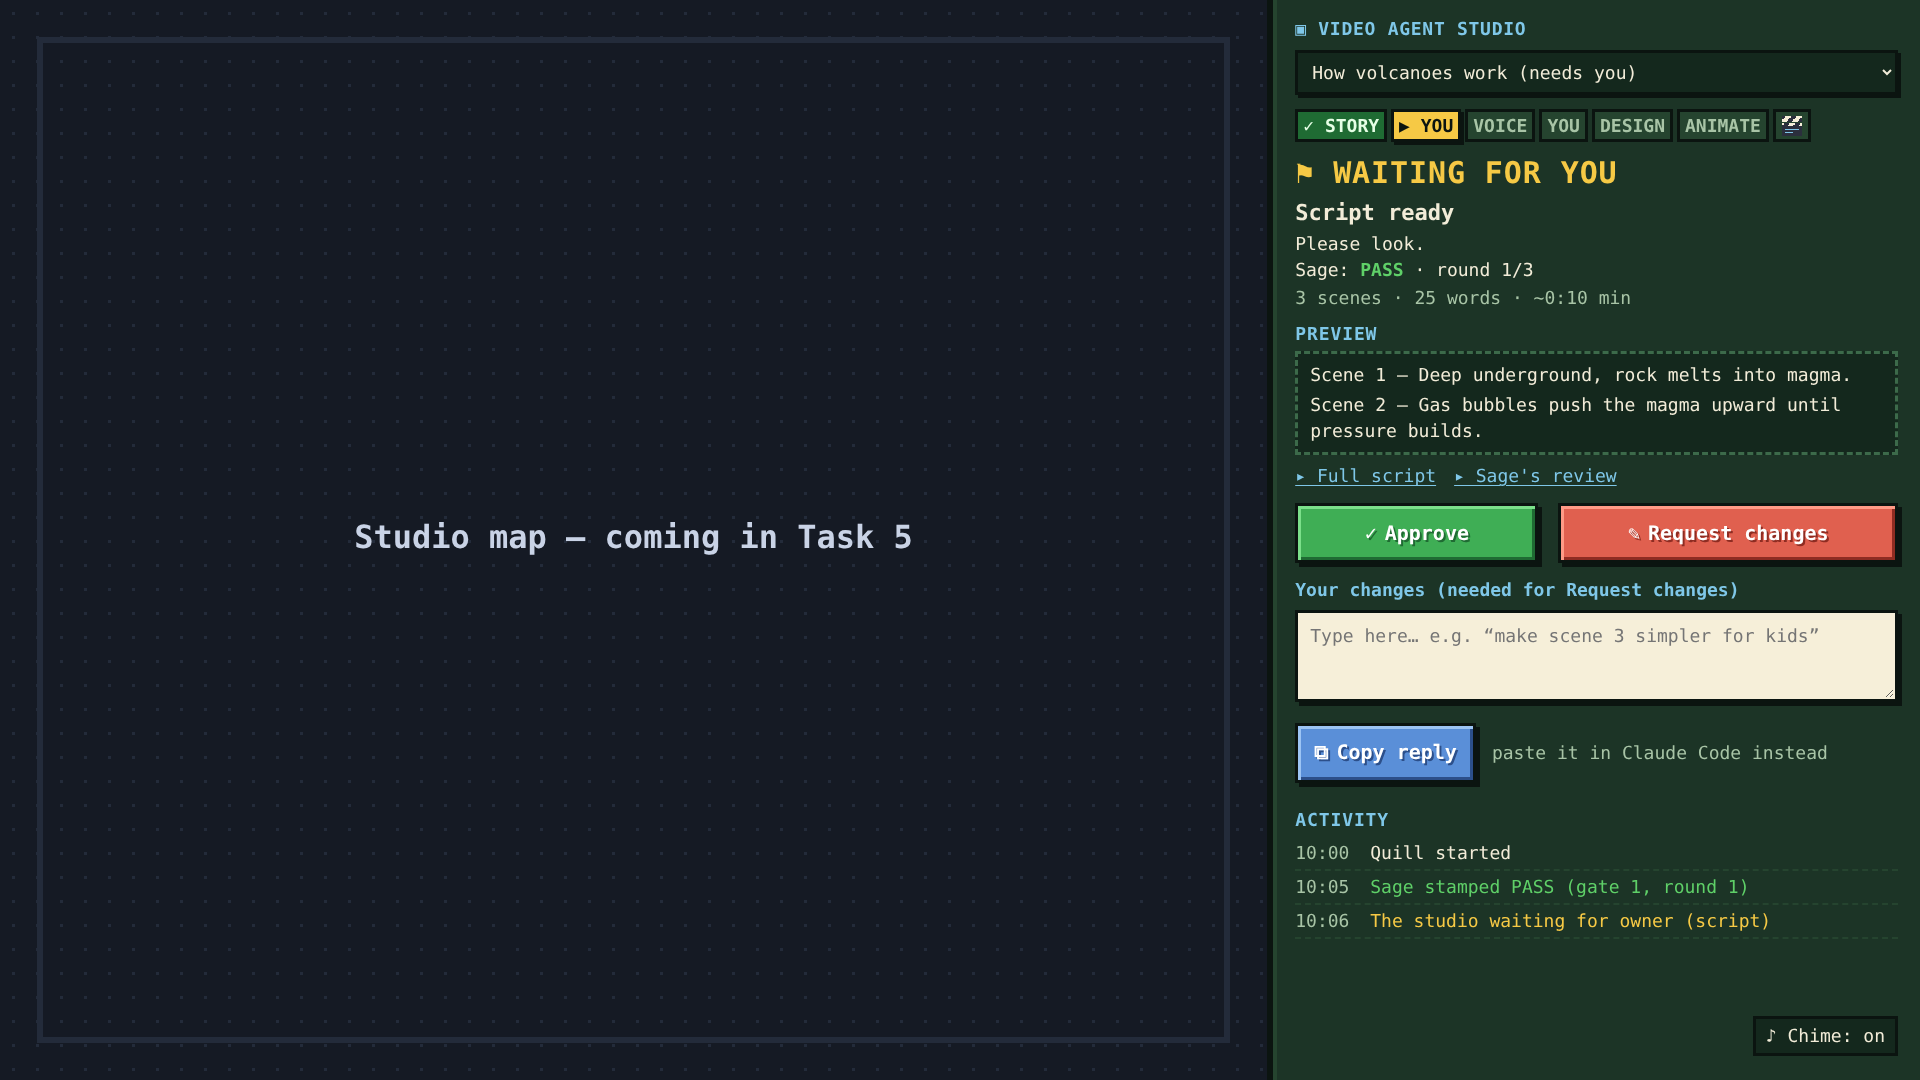 Studio map — coming in Task 5
▣ VIDEO AGENT STUDIO
How volcanoes work (needs you)
✓ STORY ▶ YOU VOICE YOU DESIGN ANIMATE 🎬
⚑ WAITING FOR YOU
Script ready
Please look.
Sage: PASS · round 1/3
3 scenes · 25 words · ~0:10 min
PREVIEW
Scene 1 — Deep underground, rock melts into magma.
Scene 2 — Gas bubbles push the magma upward until
pressure builds.
▸ Full script ▸ Sage's review
✓ Approve ✎ Request changes
Your changes (needed for Request changes)
Type here… e.g. “make scene 3 simpler for kids”
⧉ Copy reply paste it in Claude Code instead
ACTIVITY
10:00 Quill started
10:05 Sage stamped PASS (gate 1, round 1)
10:06 The studio waiting for owner (script)
♪ Chime: on